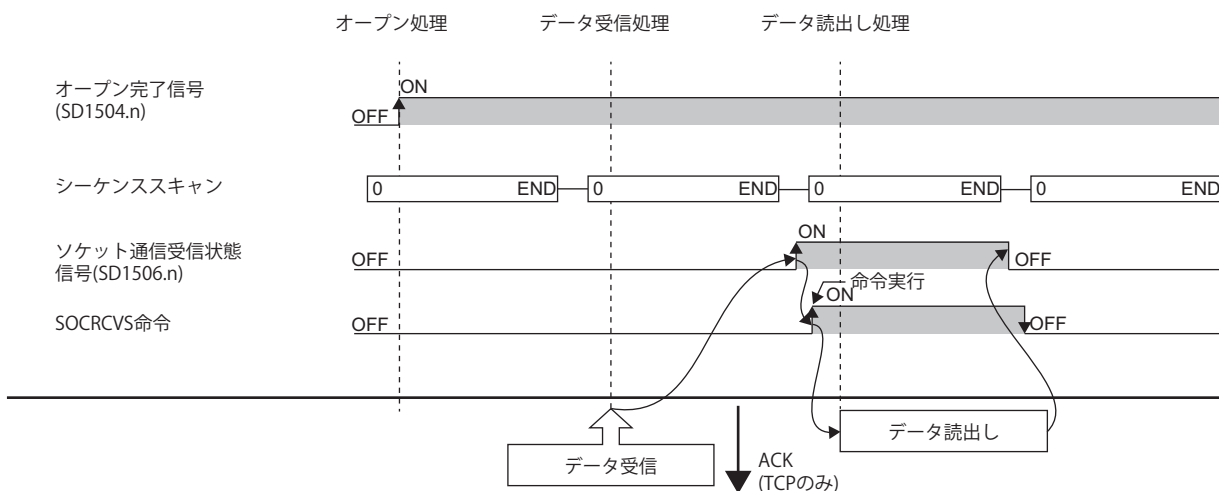 オープン処理 データ受信処理 データ読出し処理
オープン完了信号
(SD1504.n)
ON
OFF
シーケンススキャン
0 END 0 END 0 END 0 END
ソケット通信受信状態
信号(SD1506.n)
ON
OFF OFF
命令実行
SOCRCVS命令
ON
OFF OFF
データ受信
データ読出し
ACK
(TCPのみ)